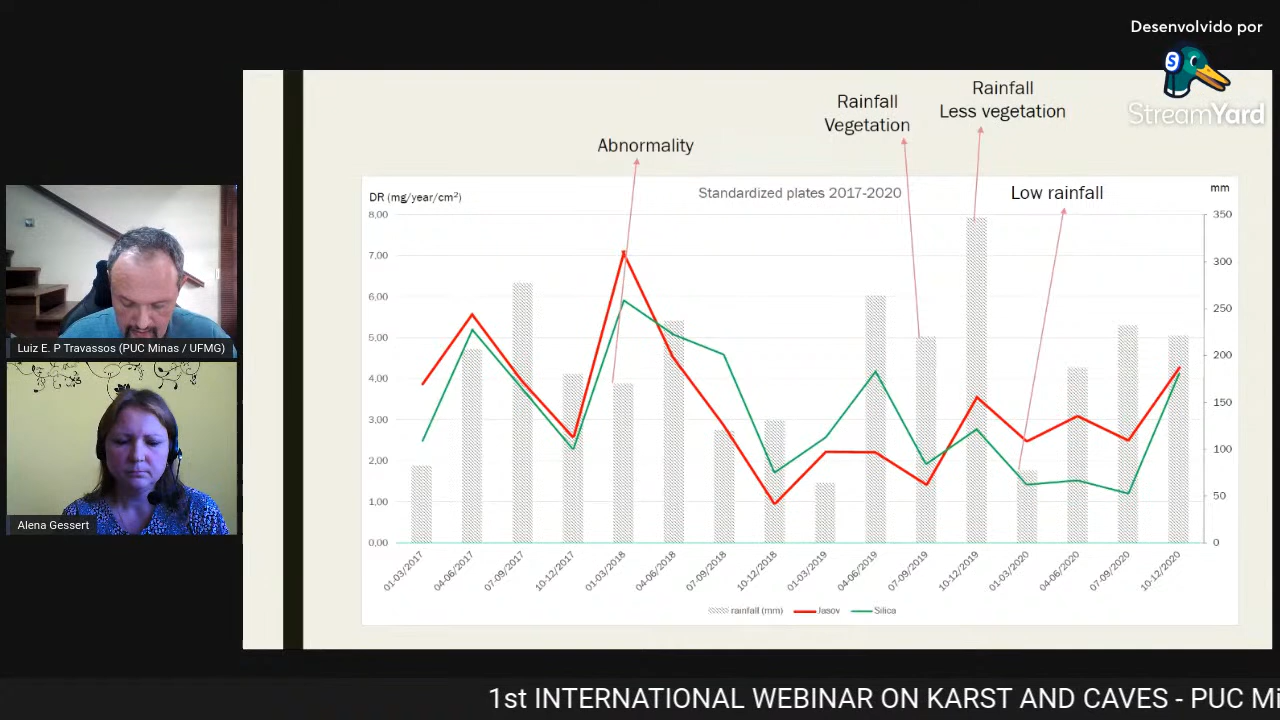 Desenvolvido por
StreamYard
Rainfall
Vegetation
Rainfall
Less vegetation
Abnormality
Low rainfall
DR (mg/year/cm²)
Standardized plates 2017-2020
mm
8,00
7,00
6,00
5,00
4,00
3,00
2,00
1,00
0,00
350
300
250
200
150
100
50
0
01-03/2017
04-06/2017
07-09/2017
10-12/2017
01-03/2018
04-06/2018
07-09/2018
10-12/2018
01-03/2019
04-06/2019
07-09/2019
10-12/2019
01-03/2020
04-06/2020
07-09/2020
10-12/2020
rainfall (mm)
Jasov
Silica
Luiz E. P Travassos (PUC Minas / UFMG)
Alena Gessert
1st INTERNATIONAL WEBINAR ON KARST AND CAVES - PUC Mi